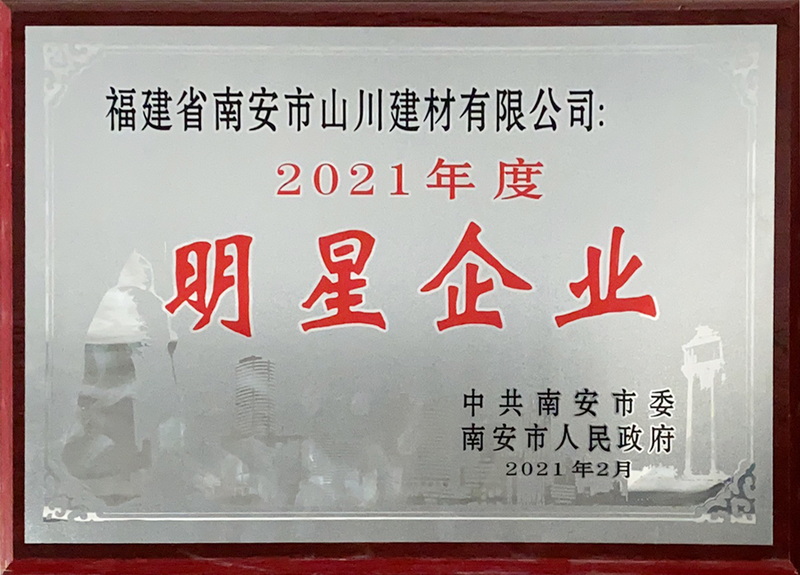 福建省南安市山川建材有限公司:
2021年度
明星企业
中共南安市委
南安市人民政府
2021年2月